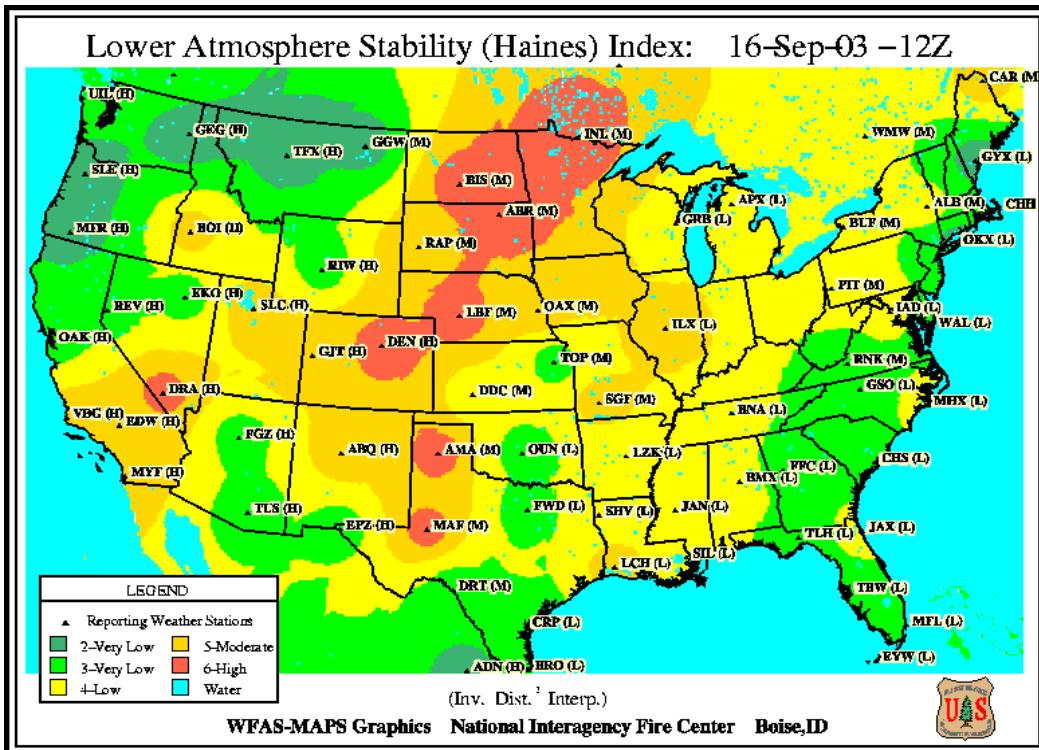 Lower Atmosphere Stability (Haines) Index: 16-Sep-03 -12Z
CAR (M)
UIL (H)
GEG (H)
GGW (M)
INL (M)
WMW (M)
TFX (H)
GYX (L)
SLE (H)
BIS (M)
APX (L)
ALB (M)
CHH
ABR (M)
GRB (L)
MFR (H)
BOI (H)
BLF (M)
OKX (L)
RAP (M)
RIW (H)
PIT (M)
EKO (H)
REV (H)
SLC (H)
LBF (M)
OAX (M)
IAD (L)
WAL (L)
ILX (L)
OAK (H)
DEN (H)
GJT (H)
TOP (M)
RNK (M)
DRA (H)
DDC (M)
SGF (M)
GSO (L)
MHX (L)
VBG (H)
EDW (H)
BNA (L)
FGZ (H)
ABQ (H)
AMA (M)
OUN (L)
LZK (L)
CHS (L)
MYF (H)
FFC (L)
BMX (L)
TUS (H)
EPZ (H)
MAF (M)
FWD (L)
SHV (L)
JAN (L)
JAX (L)
TLH (L)
SIL (L)
LCH (L)
DRT (M)
TBW (L)
CRP (L)
MFL (L)
ADN (H)
BRO (L)
EYW (L)
LEGEND
Reporting Weather Stations
2-Very Low
5-Moderate
3-Very Low
6-High
4-Low
Water
(Inv. Dist.² Interp.)
WFAS-MAPS Graphics National Interagency Fire Center Boise,ID
U S